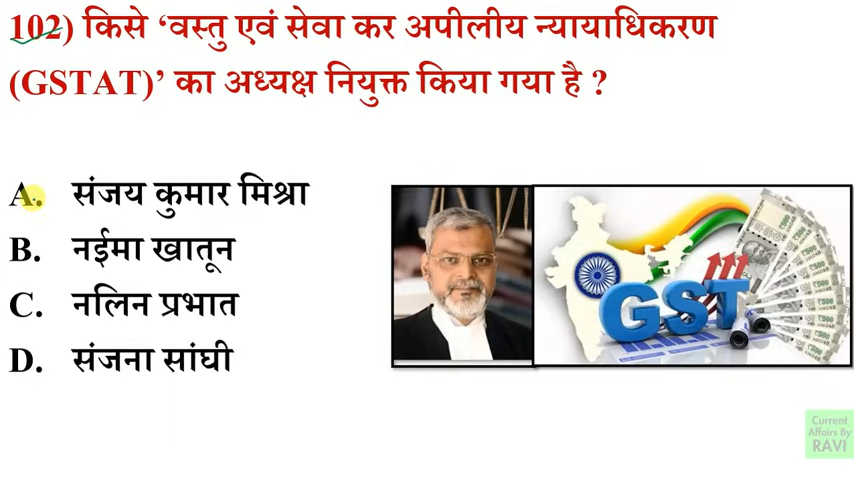 102) किसे ‘वस्तु एवं सेवा कर अपीलीय न्यायाधिकरण
(GSTAT)’ का अध्यक्ष नियुक्त किया गया है ?
A. संजय कुमार मिश्रा
B. नईमा खातून
C. नलिन प्रभात
D. संजना सांघी
GST
Current
Affairs By
RAVI